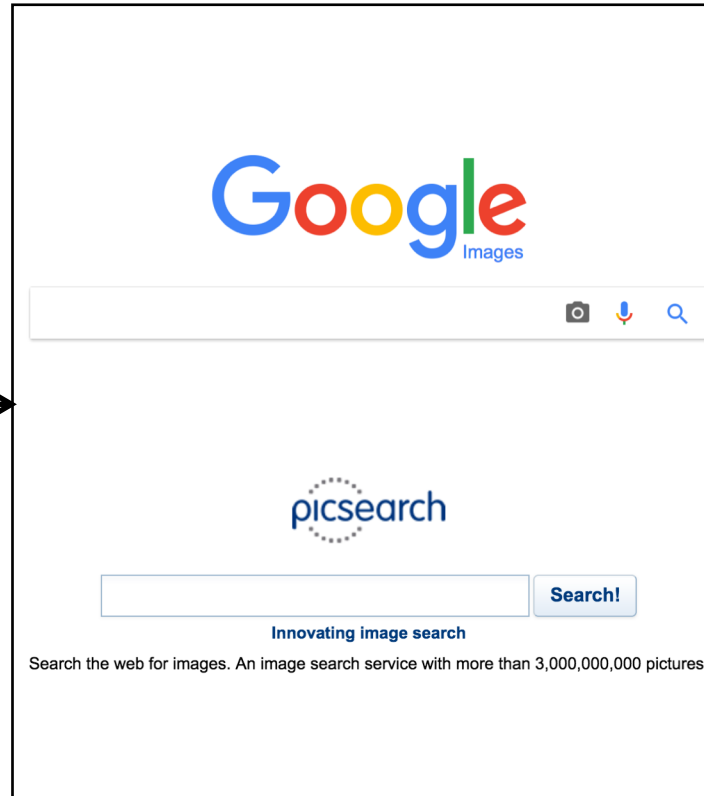 Google
Images
picsearch
Search!
Innovating image search
Search the web for images. An image search service with more than 3,000,000,000 pictures